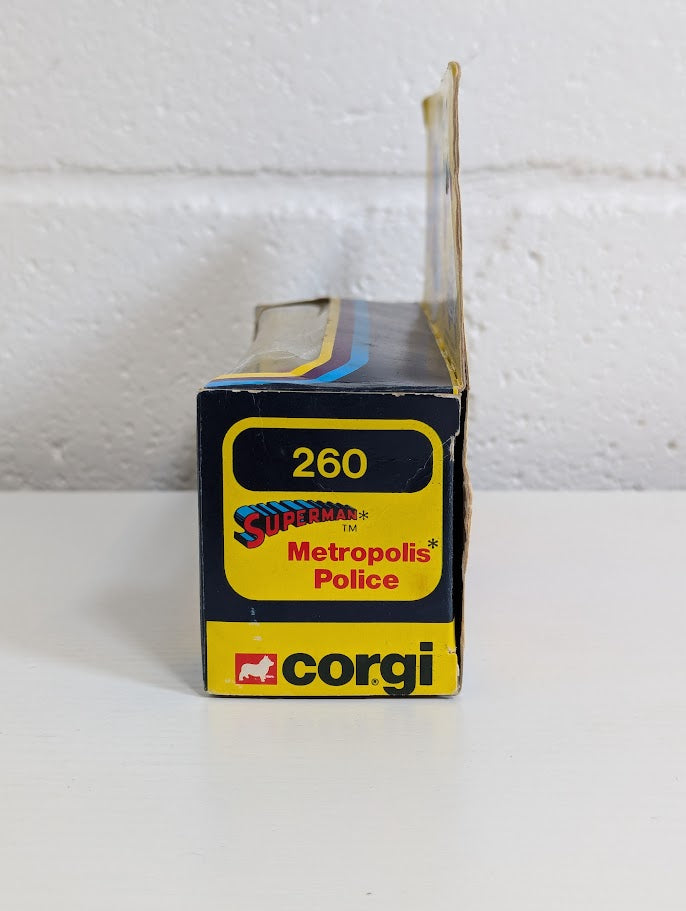 260
SUPERMAN*
TM
Metropolis*
Police
corgi®